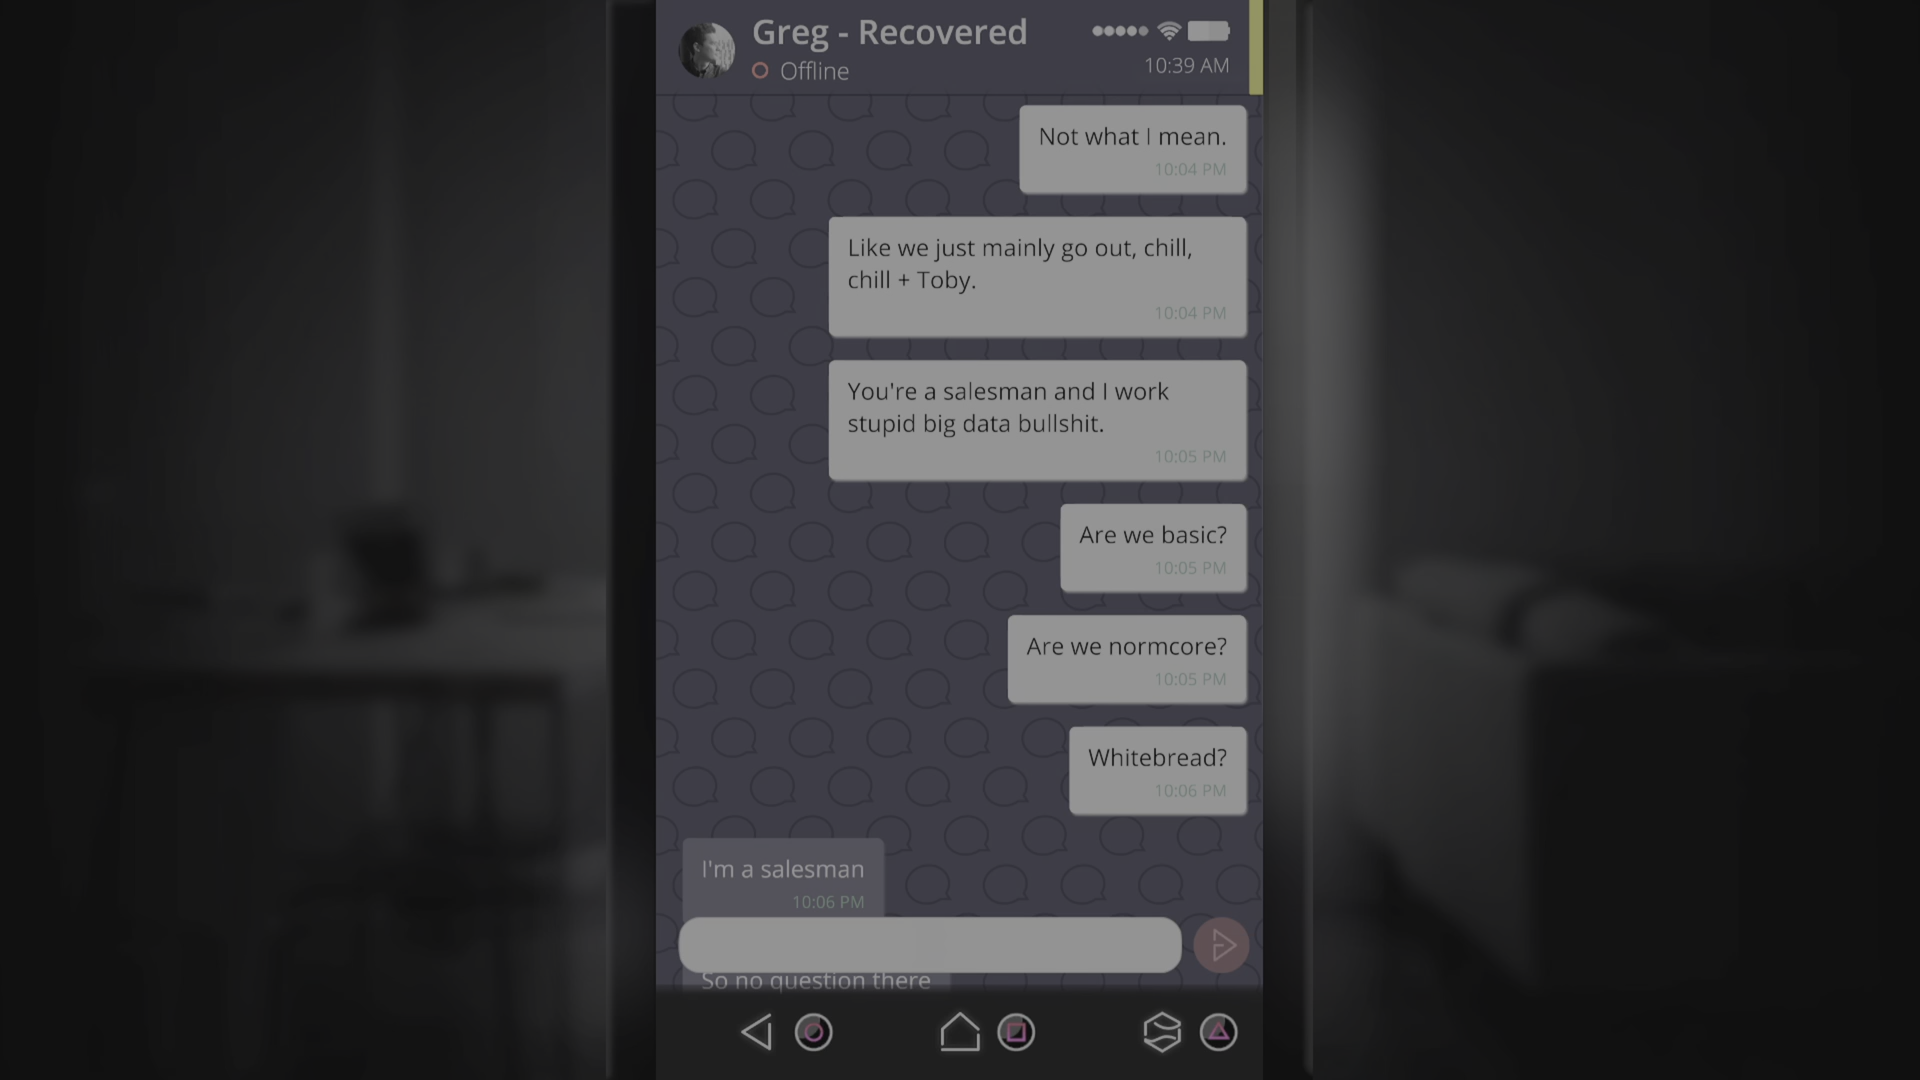 Greg - Recovered
Offline
10:39 AM
Not what I mean.
10:04 PM
Like we just mainly go out, chill,
chill + Toby.
10:04 PM
You're a salesman and I work
stupid big data bullshit.
10:05 PM
Are we basic?
10:05 PM
Are we normcore?
10:05 PM
Whitebread?
10:06 PM
I'm a salesman
10:06 PM
So no question there